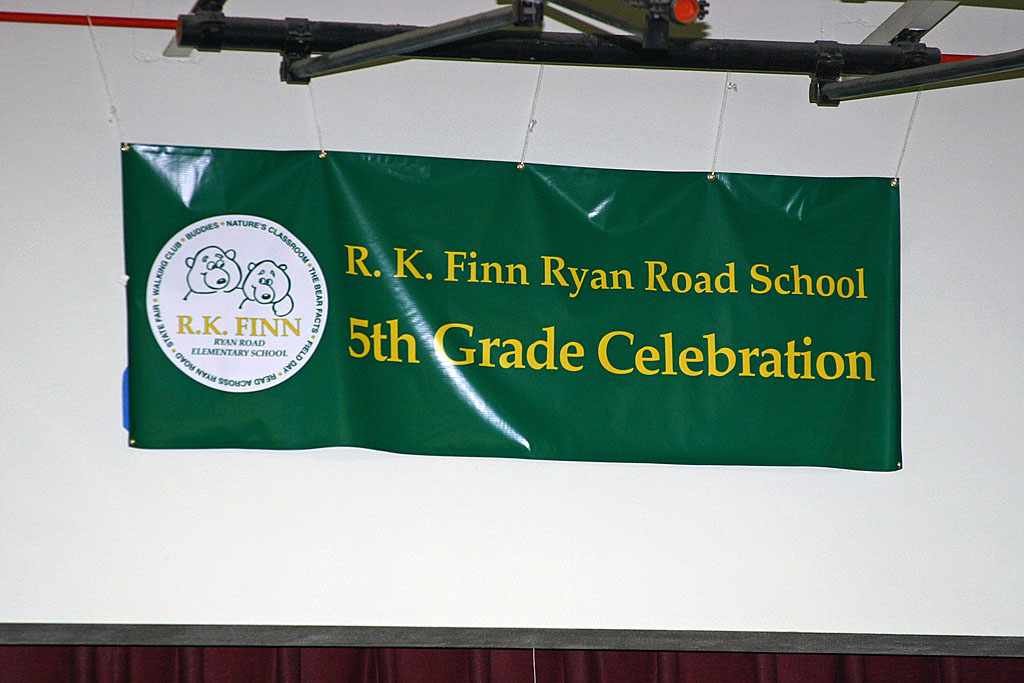 NATURE'S CLASSROOM * THE BEAR FACTS * FIELD DAY * READ ACROSS RYAN ROAD * STATE FAIR * WALKING CLUB * BUDDIES *
R.K. FINN
RYAN ROAD
ELEMENTARY SCHOOL
R. K. Finn Ryan Road School
5th Grade Celebration